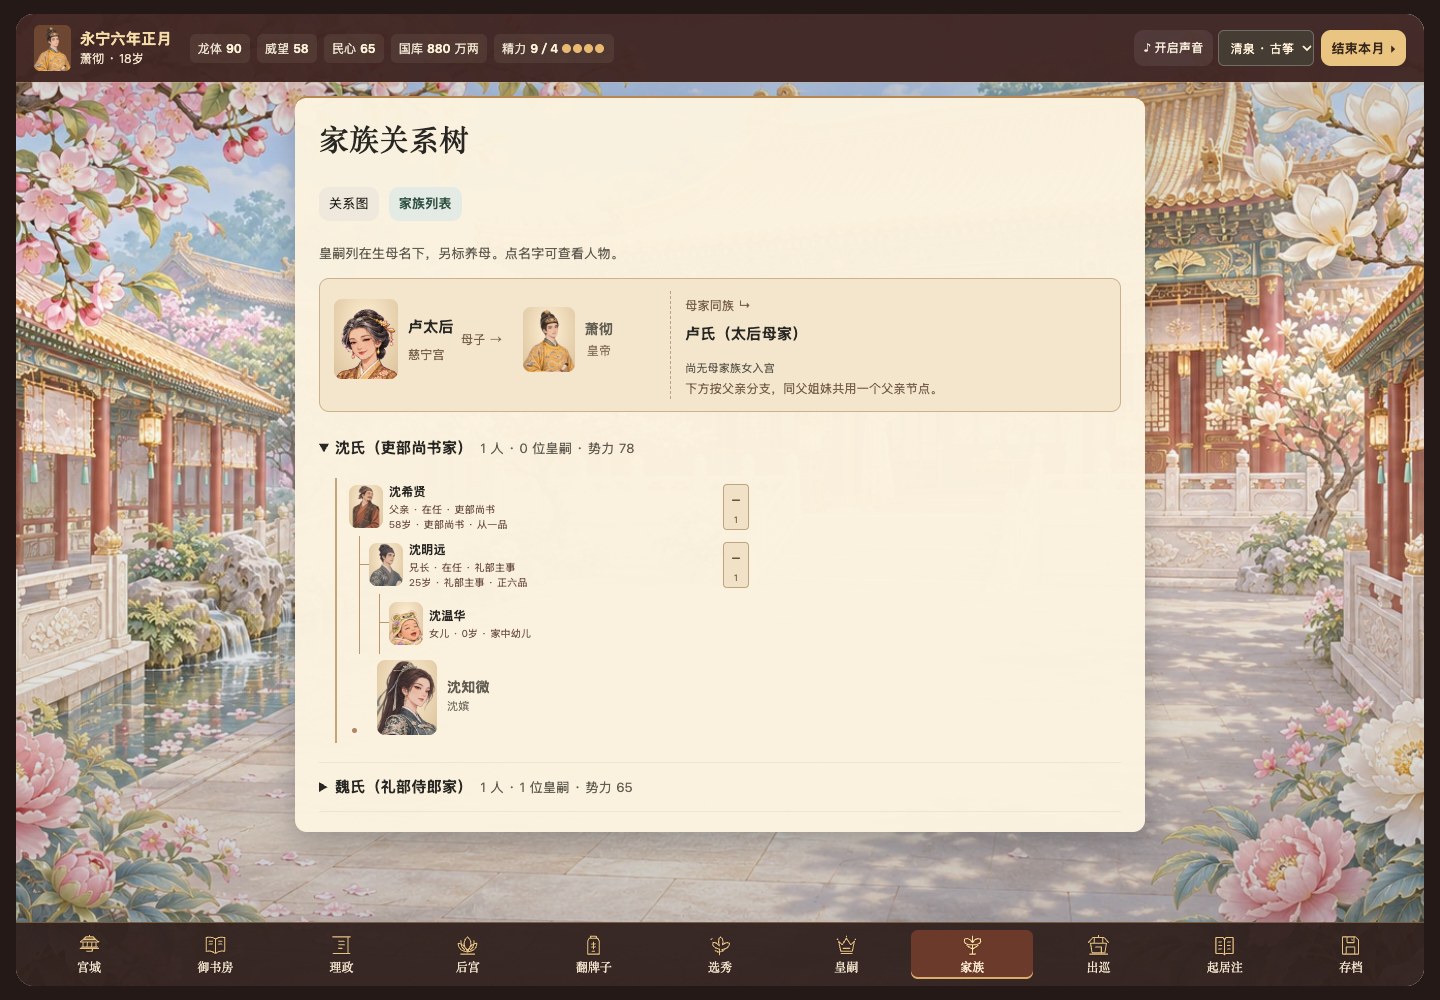 永宁六年正月
萧彻 · 18岁
龙体 90
威望 58
民心 65
国库 880 万两
精力 9 / 4
♪ 开启声音
清泉 · 古筝
结束本月
家族关系树
关系图
家族列表
皇嗣列在生母名下，另标养母。点名字可查看人物。
卢太后
慈宁宫
母子 →
萧彻
皇帝
母家同族 ↪
卢氏（太后母家）
尚无母家族女入宫
下方按父亲分支，同父姐妹共用一个父亲节点。
沈氏（吏部尚书家） 1 人 · 0 位皇嗣 · 势力 78
沈希贤
父亲 · 在任 · 吏部尚书
58岁 · 吏部尚书 · 从一品
−
1
沈明远
兄长 · 在任 · 礼部主事
25岁 · 礼部主事 · 正六品
−
1
沈温华
女儿 · 0岁 · 家中幼儿
沈知微
沈嫔
魏氏（礼部侍郎家） 1 人 · 1 位皇嗣 · 势力 65
宫城
御书房
理政
后宫
翻牌子
选秀
皇嗣
家族
出巡
起居注
存档